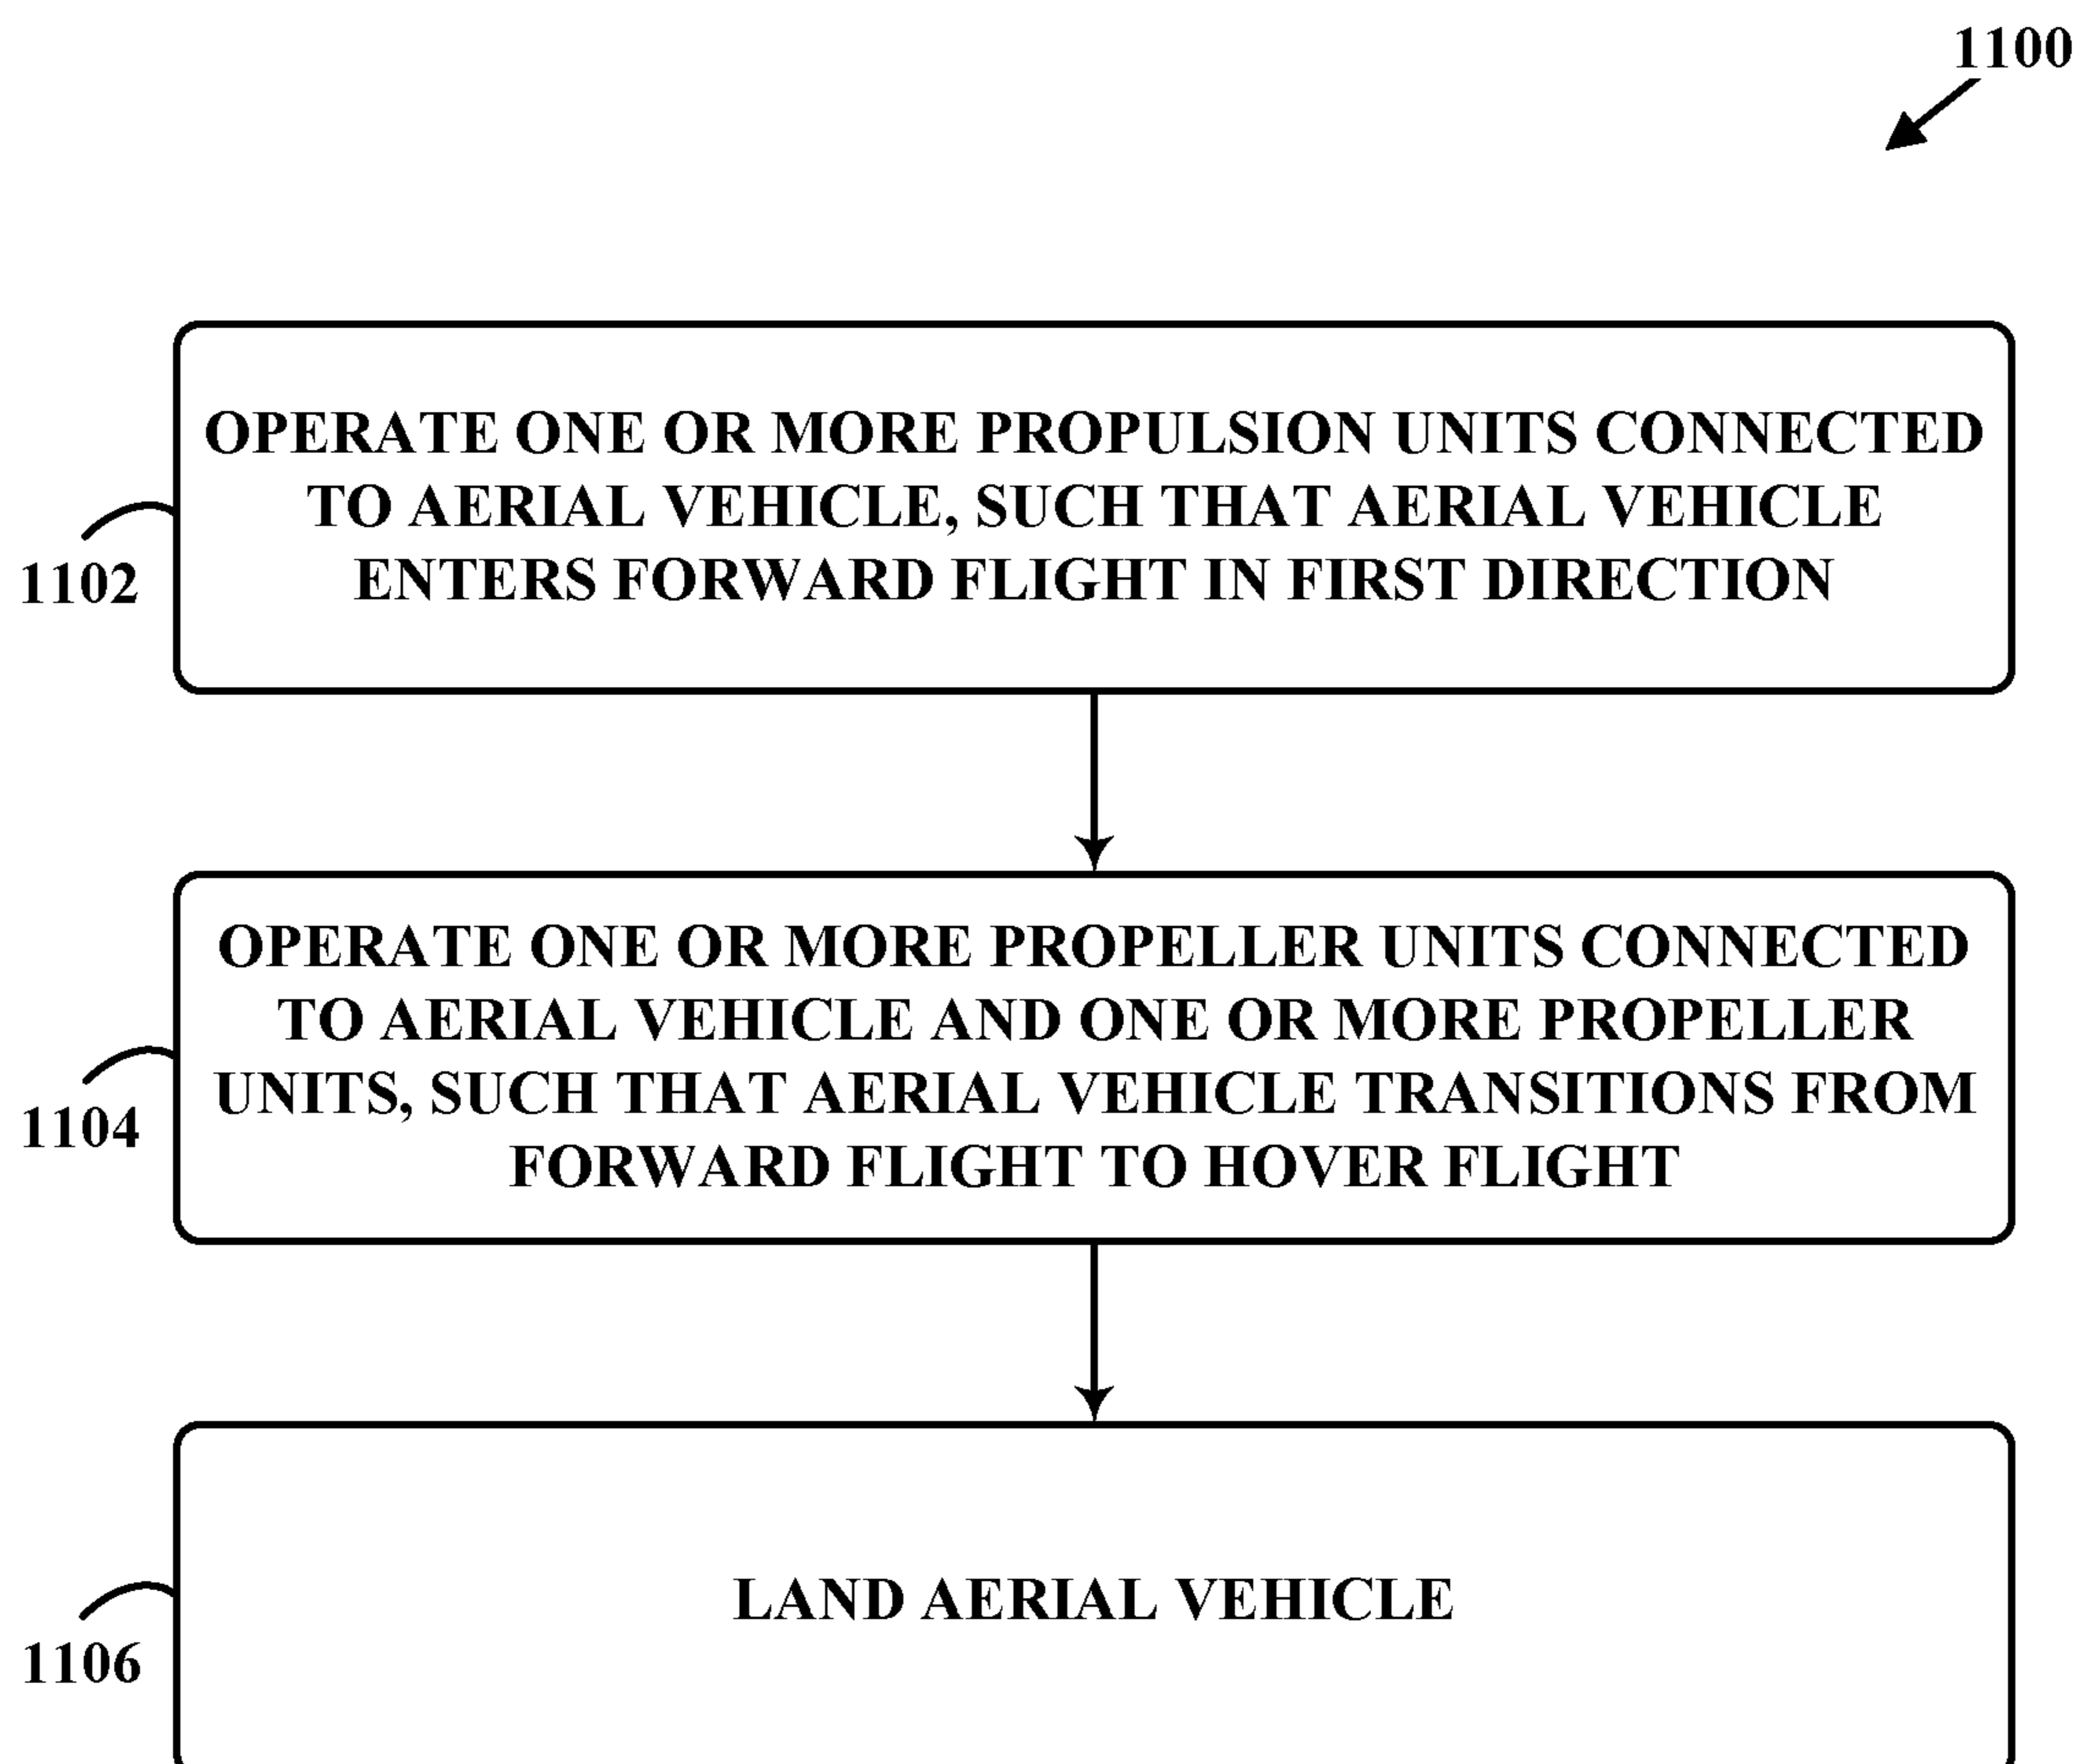 1100
OPERATE ONE OR MORE PROPULSION UNITS CONNECTED
TO AERIAL VEHICLE, SUCH THAT AERIAL VEHICLE
ENTERS FORWARD FLIGHT IN FIRST DIRECTION
1102
OPERATE ONE OR MORE PROPELLER UNITS CONNECTED
TO AERIAL VEHICLE AND ONE OR MORE PROPELLER
UNITS, SUCH THAT AERIAL VEHICLE TRANSITIONS FROM
FORWARD FLIGHT TO HOVER FLIGHT
1104
LAND AERIAL VEHICLE
1106